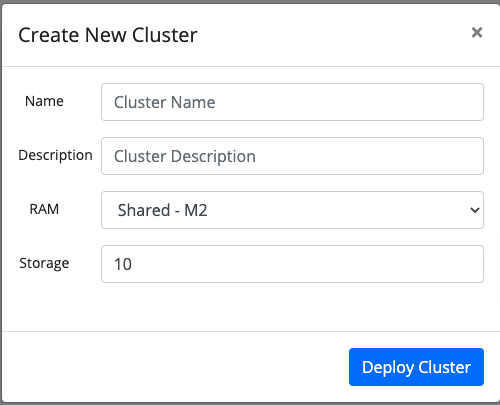 Create New Cluster ×
Name Cluster Name
Description Cluster Description
RAM Shared - M2
Storage 10
Deploy Cluster